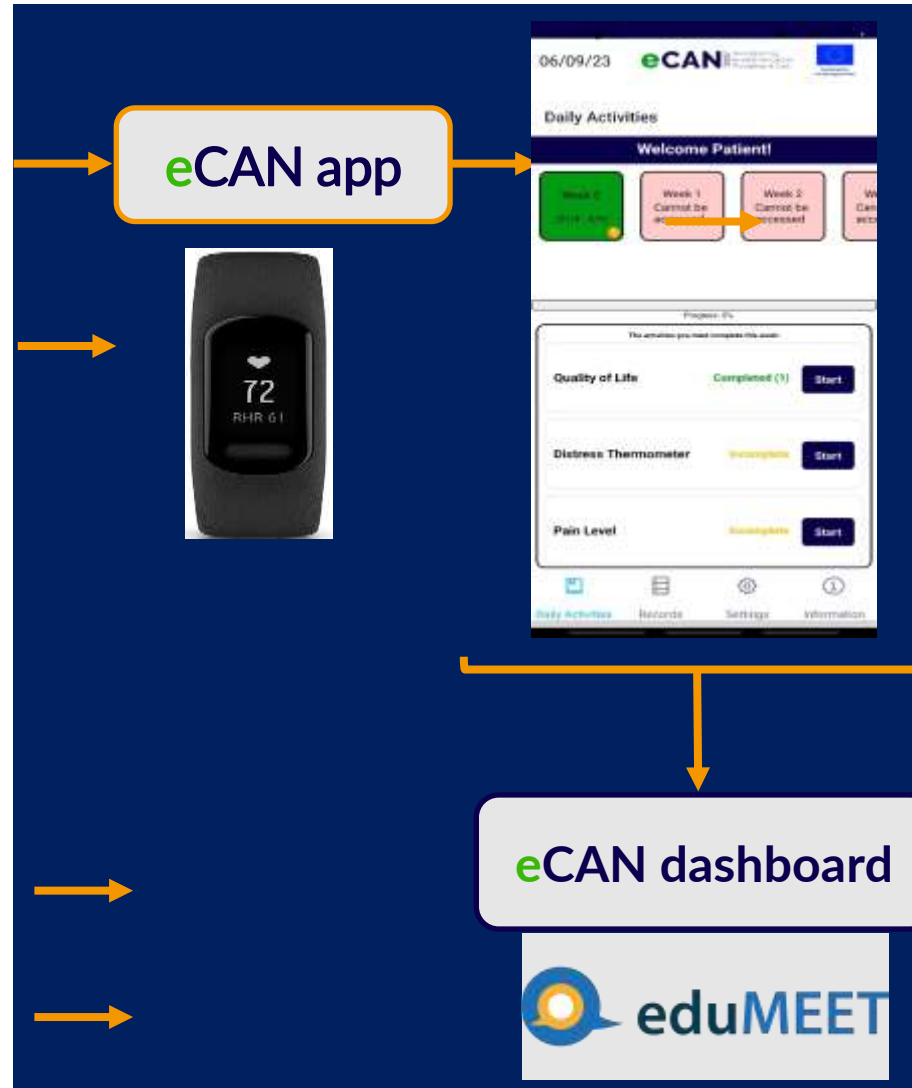 06/09/23 eCAN
Daily Activities
eCAN app
Welcome Patient!
Week 0
Week 1
Cannot be
accessed
Week 2
Cannot be
accessed
72
RHR 61
Progress: 0%
The activities you need complete this week:
Quality of Life Completed (1) Start
Distress Thermometer Incomplete Start
Pain Level Incomplete Start
Daily Activities Records Settings Information
eCAN dashboard
eduMEET